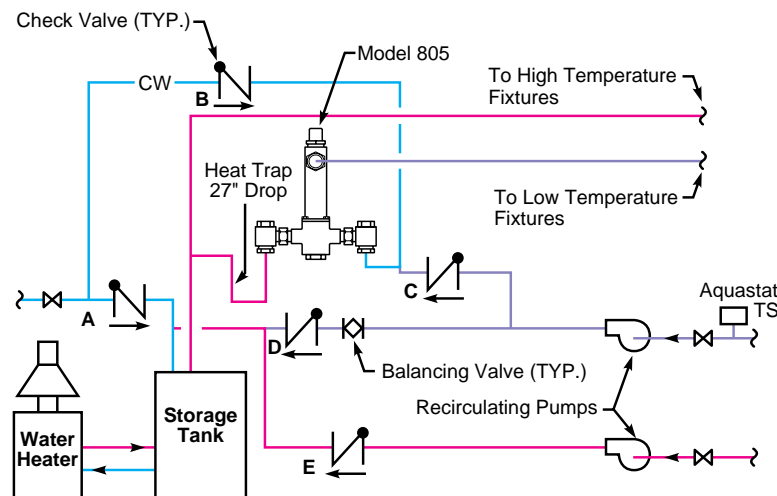 Check Valve (TYP.)
Model 805
CW
B
To High Temperature
Fixtures
Heat Trap
27" Drop
To Low Temperature
Fixtures
C
A
Aquastat
TS
D
Balancing Valve (TYP.)
Recirculating Pumps
Storage
Tank
Water
Heater
E